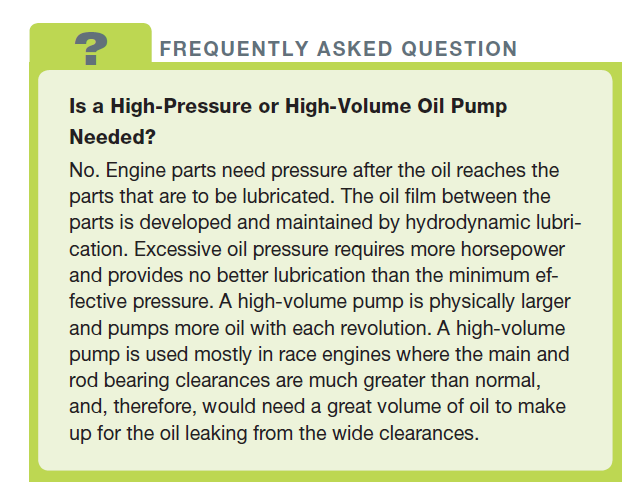 ?
FREQUENTLY ASKED QUESTION
Is a High-Pressure or High-Volume Oil Pump
Needed?
No. Engine parts need pressure after the oil reaches the
parts that are to be lubricated. The oil film between the
parts is developed and maintained by hydrodynamic lubri-
cation. Excessive oil pressure requires more horsepower
and provides no better lubrication than the minimum ef-
fective pressure. A high-volume pump is physically larger
and pumps more oil with each revolution. A high-volume
pump is used mostly in race engines where the main and
rod bearing clearances are much greater than normal,
and, therefore, would need a great volume of oil to make
up for the oil leaking from the wide clearances.